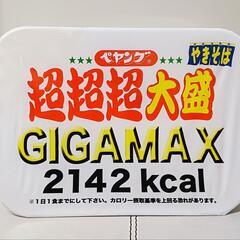 ペヤング
やきそば
超超超大盛
GIGAMAX
2142 kcal
※1日1食までにして下さい。カロリー摂取基準を上回る恐れがあります。